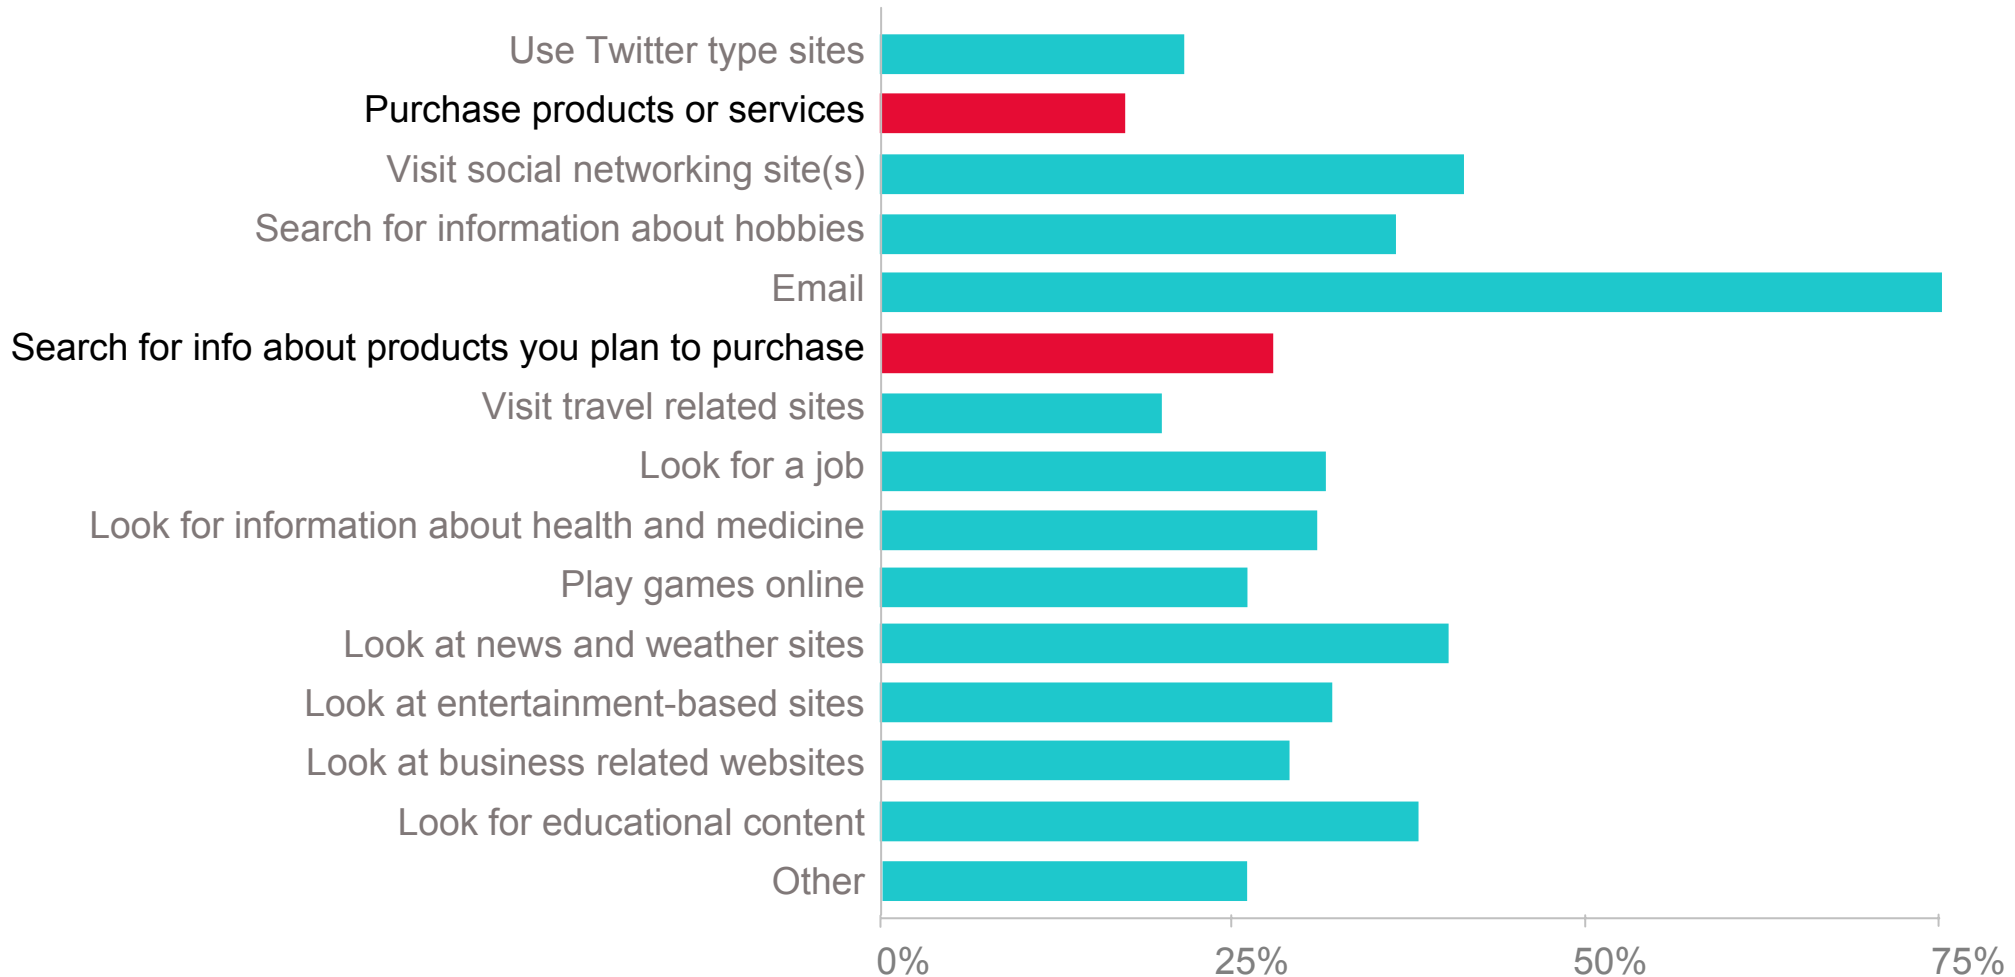 Use Twitter type sites
Purchase products or services
Visit social networking site(s)
Search for information about hobbies
Email
Search for info about products you plan to purchase
Visit travel related sites
Look for a job
Look for information about health and medicine
Play games online
Look at news and weather sites
Look at entertainment-based sites
Look at business related websites
Look for educational content
Other
0% 25% 50% 75%